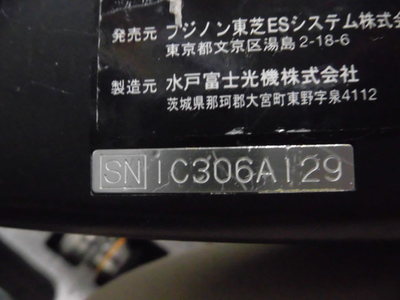 発売元 フジノン東芝ESシステム株式会
東京都文京区湯島2-18-6
製造元 水戸富士光機株式会社
茨城県那珂郡大宮町東野字泉4112
SN 1C306A129